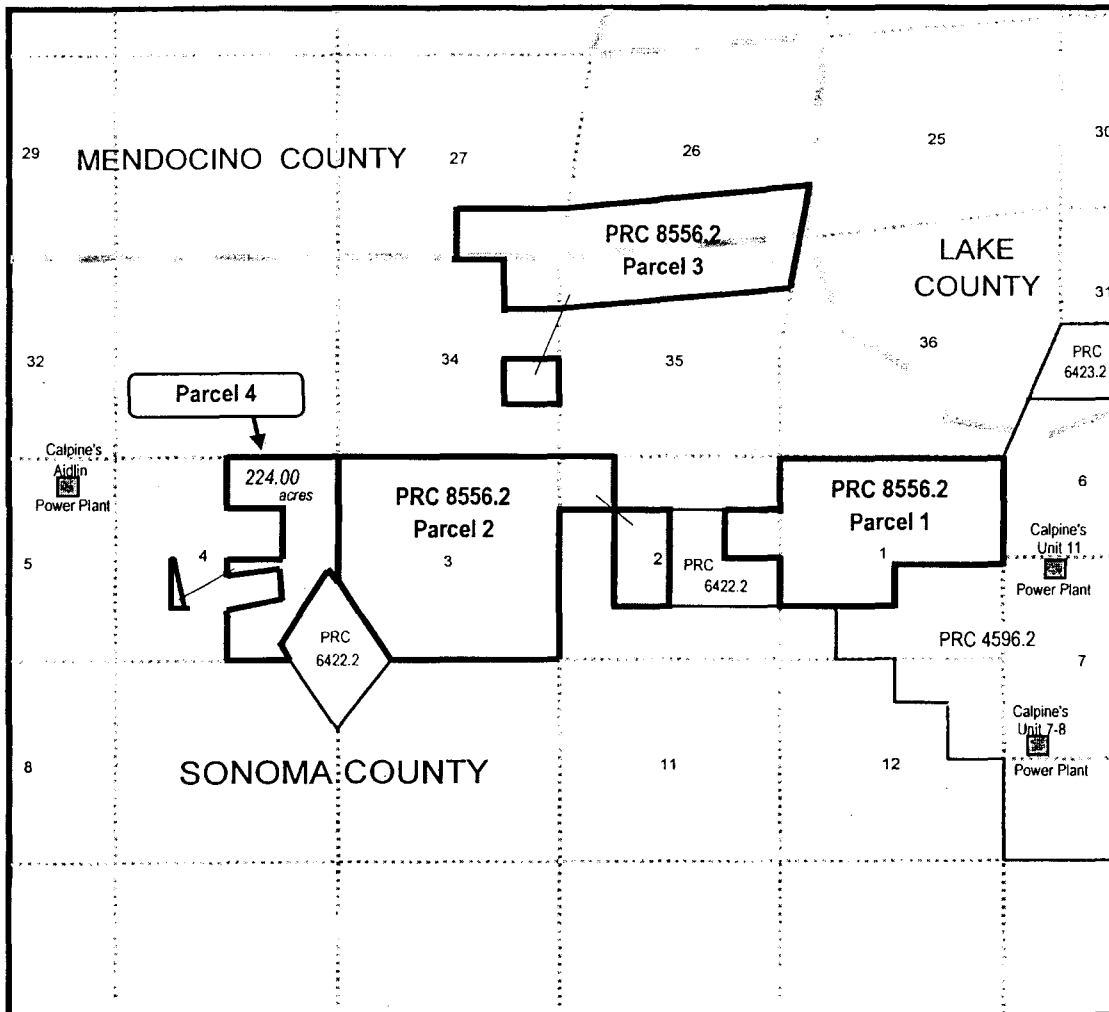 29
MENDOCINO COUNTY
27
26
25
30
PRC 8556.2
Parcel 3
LAKE
COUNTY
31
32
34
35
36
PRC
6423.2
Parcel 4
Calpine's
Aidlin
Power Plant
224.00
acres
PRC 8556.2
Parcel 2
PRC 8556.2
Parcel 1
6
5
4
3
2
1
PRC
6422.2
Calpine's
Unit 11
Power Plant
PRC
6422.2
PRC 4596.2
7
Calpine's
Unit 7-8
Power Plant
8
SONOMA COUNTY
11
12